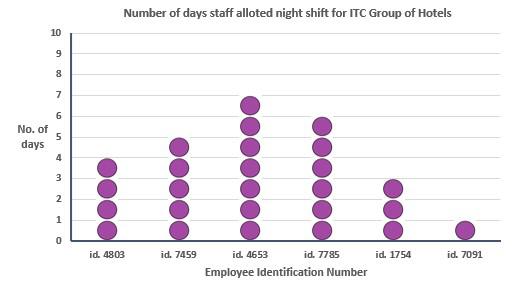 Number of days staff alloted night shift for ITC Group of Hotels
10
9
8
7
6
5
4
3
2
1
0
No. of
days
id. 4803 id. 7459 id. 4653 id. 7785 id. 1754 id. 7091
Employee Identification Number